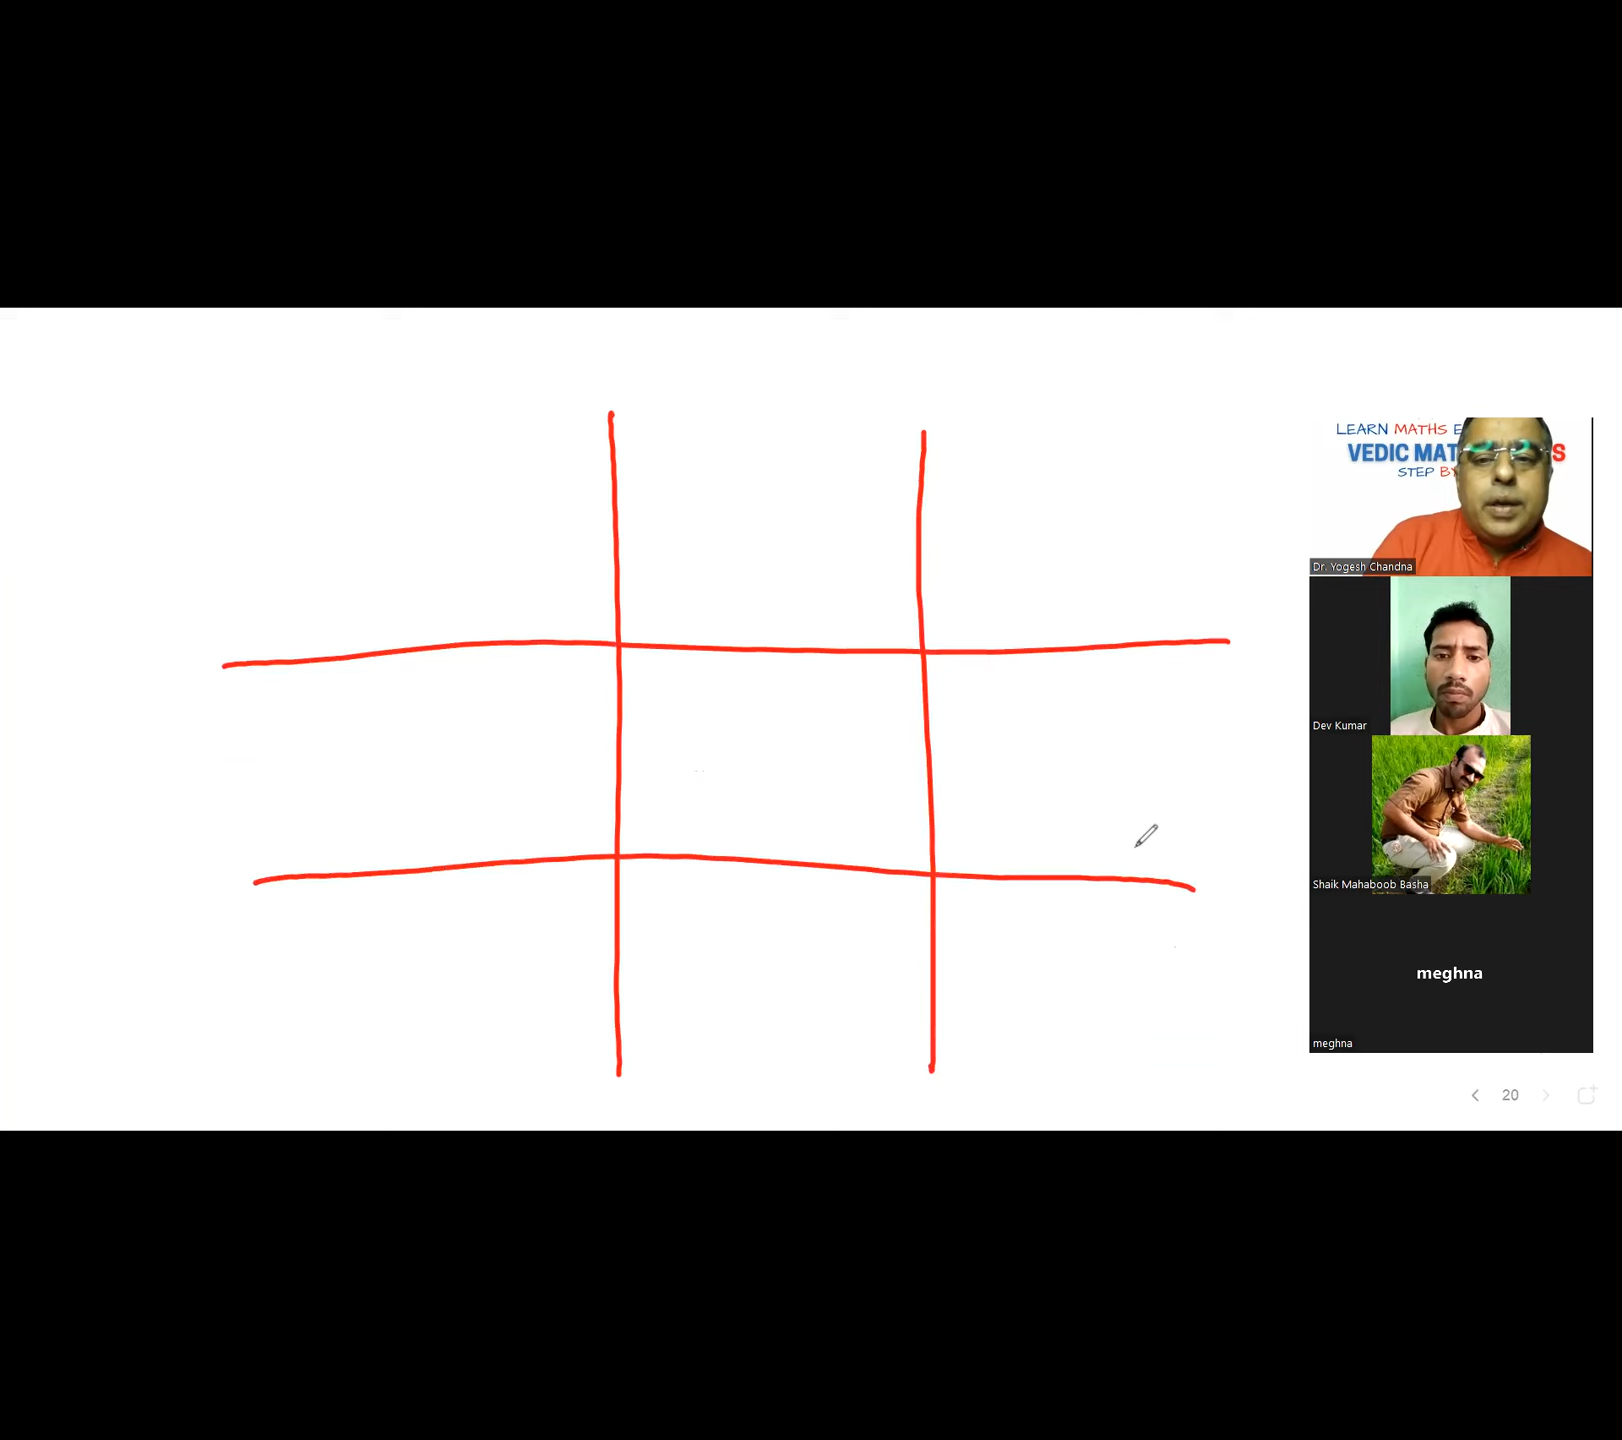 LEARN MATHS E
VEDIC MAT S
STEP BY
Dr. Yogesh Chandna
Dev Kumar
Shaik Mahaboob Basha
meghna
meghna
20